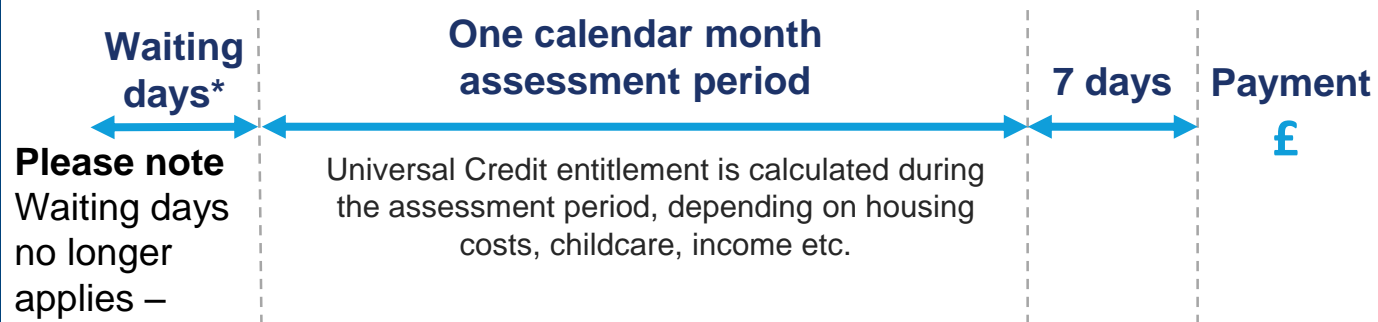 Waiting
days*
One calendar month
assessment period
7 days
Payment
£
Please note
Waiting days
no longer
applies –
Universal Credit entitlement is calculated during
the assessment period, depending on housing
costs, childcare, income etc.